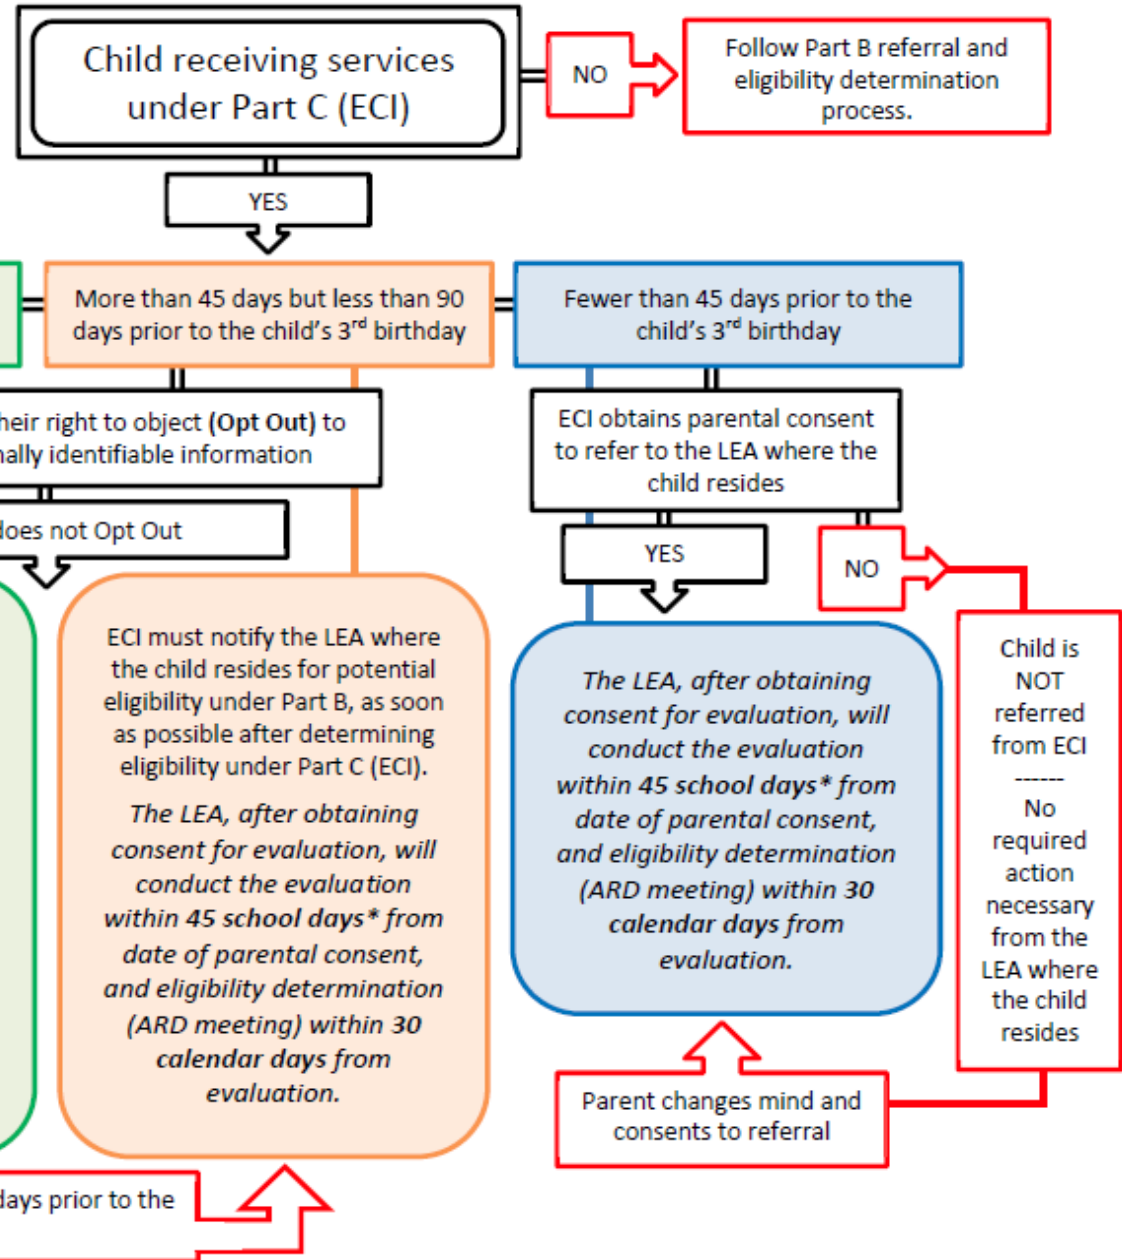 Child receiving services
under Part C (ECI)
NO
Follow Part B referral and
eligibility determination
process.
YES
More than 45 days but less than 90
days prior to the child's 3rd birthday
Fewer than 45 days prior to the
child's 3rd birthday
heir right to object (Opt Out) to
nally identifiable information
does not Opt Out
ECI obtains parental consent
to refer to the LEA where the
child resides
YES
NO
ECI must notify the LEA where
the child resides for potential
eligibility under Part B, as soon
as possible after determining
eligibility under Part C (ECI).
The LEA, after obtaining
consent for evaluation, will
conduct the evaluation
within 45 school days* from
date of parental consent,
and eligibility determination
(ARD meeting) within 30
calendar days from
evaluation.
The LEA, after obtaining
consent for evaluation, will
conduct the evaluation
within 45 school days* from
date of parental consent,
and eligibility determination
(ARD meeting) within 30
calendar days from
evaluation.
Child is
NOT
referred
from ECI
------
No
required
action
necessary
from the
LEA where
the child
resides
Parent changes mind and
consents to referral
days prior to the